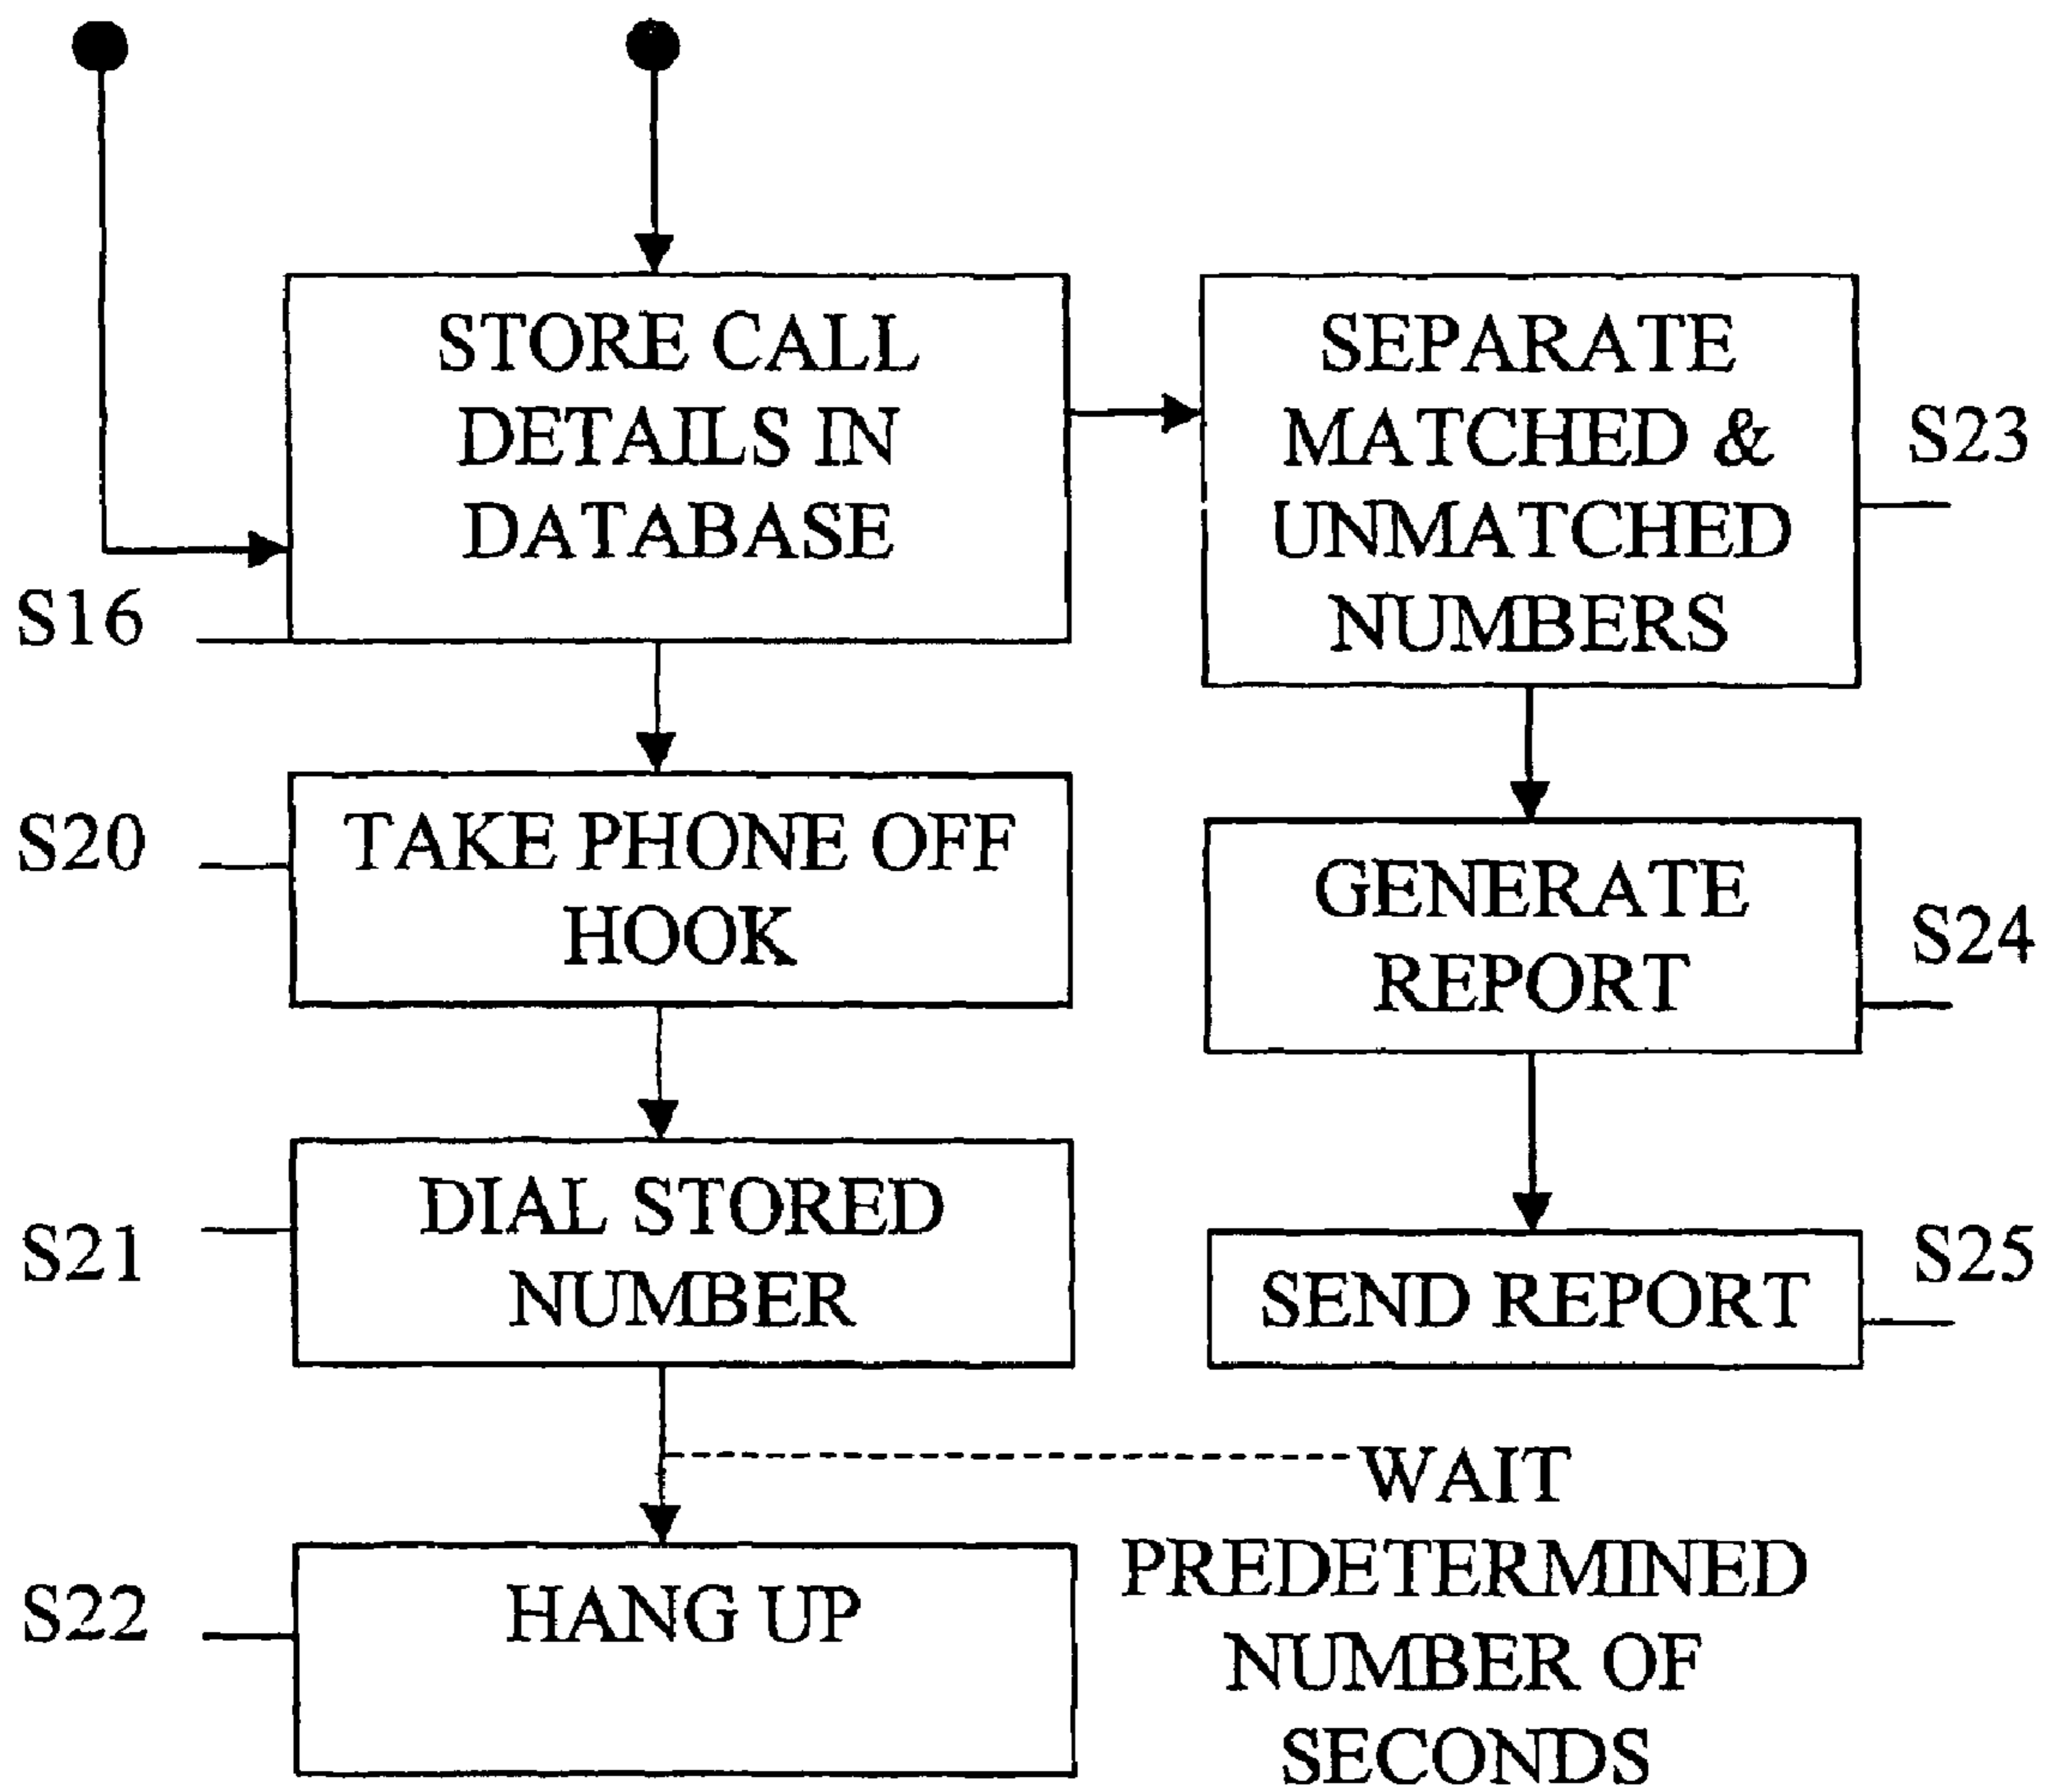 STORE CALL
DETAILS IN
DATABASE
S16
SEPARATE
MATCHED &
UNMATCHED
NUMBERS
S23
S20
TAKE PHONE OFF
HOOK
GENERATE
REPORT
S24
S21
DIAL STORED
NUMBER
SEND REPORT
S25
WAIT
PREDETERMINED
NUMBER OF
SECONDS
S22
HANG UP